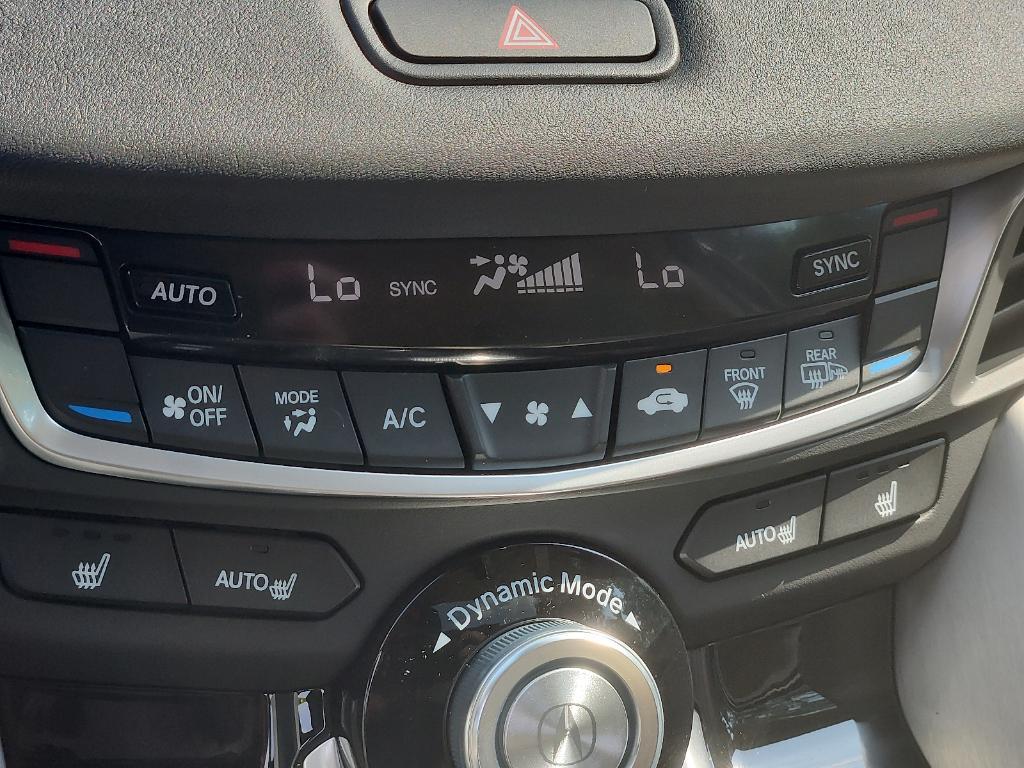 AUTO
Lo
SYNC
Lo
SYNC
ON/
OFF
MODE
A/C
FRONT
REAR
AUTO
AUTO
Dynamic Mode